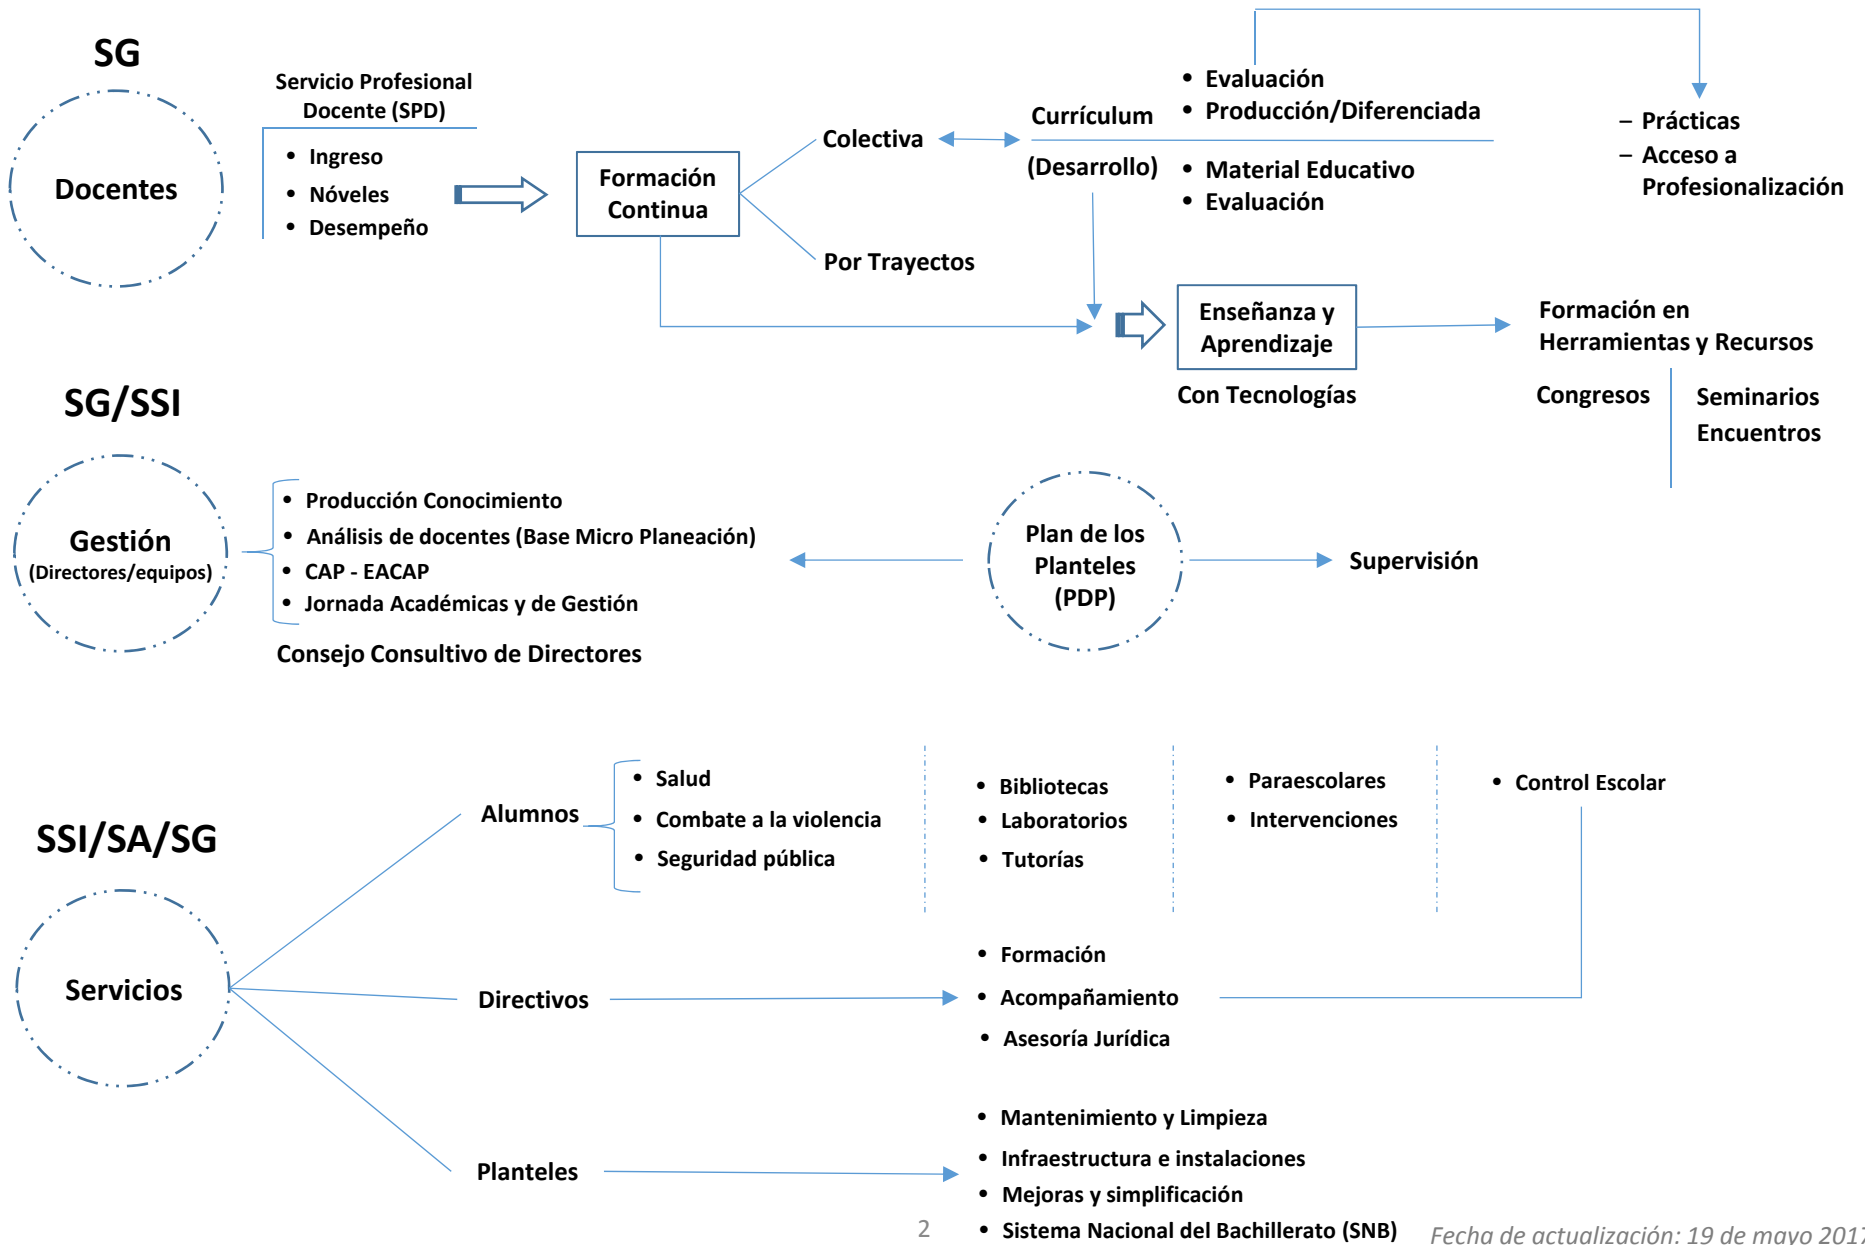 SG
Docentes
Servicio Profesional
Docente (SPD)
• Ingreso
• Nóveles
• Desempeño
Formación
Continua
Colectiva
Por Trayectos
Currículum
(Desarrollo)
• Evaluación
• Producción/Diferenciada
• Material Educativo
• Evaluación
– Prácticas
– Acceso a
Profesionalización
Enseñanza y
Aprendizaje
Con Tecnologías
Formación en
Herramientas y Recursos
Congresos
Seminarios
Encuentros
SG/SSI
Gestión
(Directores/equipos)
• Producción Conocimiento
• Análisis de docentes (Base Micro Planeación)
• CAP - EACAP
• Jornada Académicas y de Gestión
Consejo Consultivo de Directores
Plan de los
Planteles
(PDP)
Supervisión
SSI/SA/SG
Servicios
Alumnos
• Salud
• Combate a la violencia
• Seguridad pública
• Bibliotecas
• Laboratorios
• Tutorías
• Paraescolares
• Intervenciones
• Control Escolar
Directivos
• Formación
• Acompañamiento
• Asesoría Jurídica
Planteles
• Mantenimiento y Limpieza
• Infraestructura e instalaciones
• Mejoras y simplificación
• Sistema Nacional del Bachillerato (SNB)
2
Fecha de actualización: 19 de mayo 2017